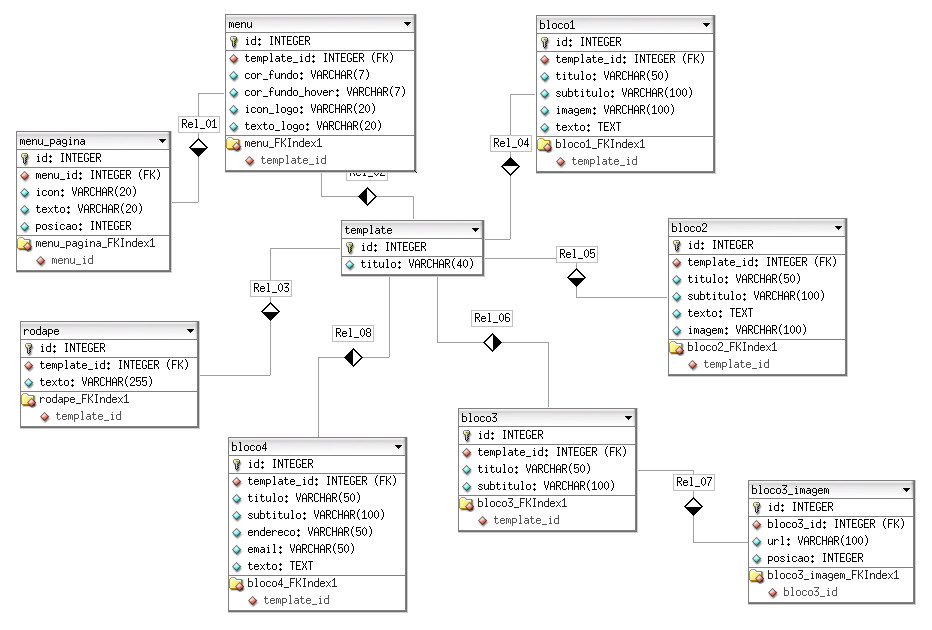 menu
id: INTEGER
template_id: INTEGER (FK)
cor_fundo: VARCHAR(7)
cor_fundo_hover: VARCHAR(7)
icon_logo: VARCHAR(20)
texto_logo: VARCHAR(20)
menu_FKIndex1
template_id
bloco1
id: INTEGER
template_id: INTEGER (FK)
titulo: VARCHAR(50)
subtitulo: VARCHAR(100)
imagem: VARCHAR(100)
texto: TEXT
bloco1_FKIndex1
template_id
Rel_01
Rel_04
menu_pagina
id: INTEGER
menu_id: INTEGER (FK)
icon: VARCHAR(20)
texto: VARCHAR(20)
posicao: INTEGER
menu_pagina_FKIndex1
menu_id
Rel_02
template
id: INTEGER
titulo: VARCHAR(40)
bloco2
id: INTEGER
template_id: INTEGER (FK)
titulo: VARCHAR(50)
subtitulo: VARCHAR(100)
texto: TEXT
imagem: VARCHAR(100)
bloco2_FKIndex1
template_id
Rel_05
Rel_03
Rel_08
Rel_06
rodape
id: INTEGER
template_id: INTEGER (FK)
texto: VARCHAR(255)
rodape_FKIndex1
template_id
bloco4
id: INTEGER
template_id: INTEGER (FK)
titulo: VARCHAR(50)
subtitulo: VARCHAR(100)
endereco: VARCHAR(50)
email: VARCHAR(50)
texto: TEXT
bloco4_FKIndex1
template_id
bloco3
id: INTEGER
template_id: INTEGER (FK)
titulo: VARCHAR(50)
subtitulo: VARCHAR(100)
bloco3_FKIndex1
template_id
Rel_07
bloco3_imagem
id: INTEGER
bloco3_id: INTEGER (FK)
url: VARCHAR(100)
posicao: INTEGER
bloco3_imagem_FKIndex1
bloco3_id